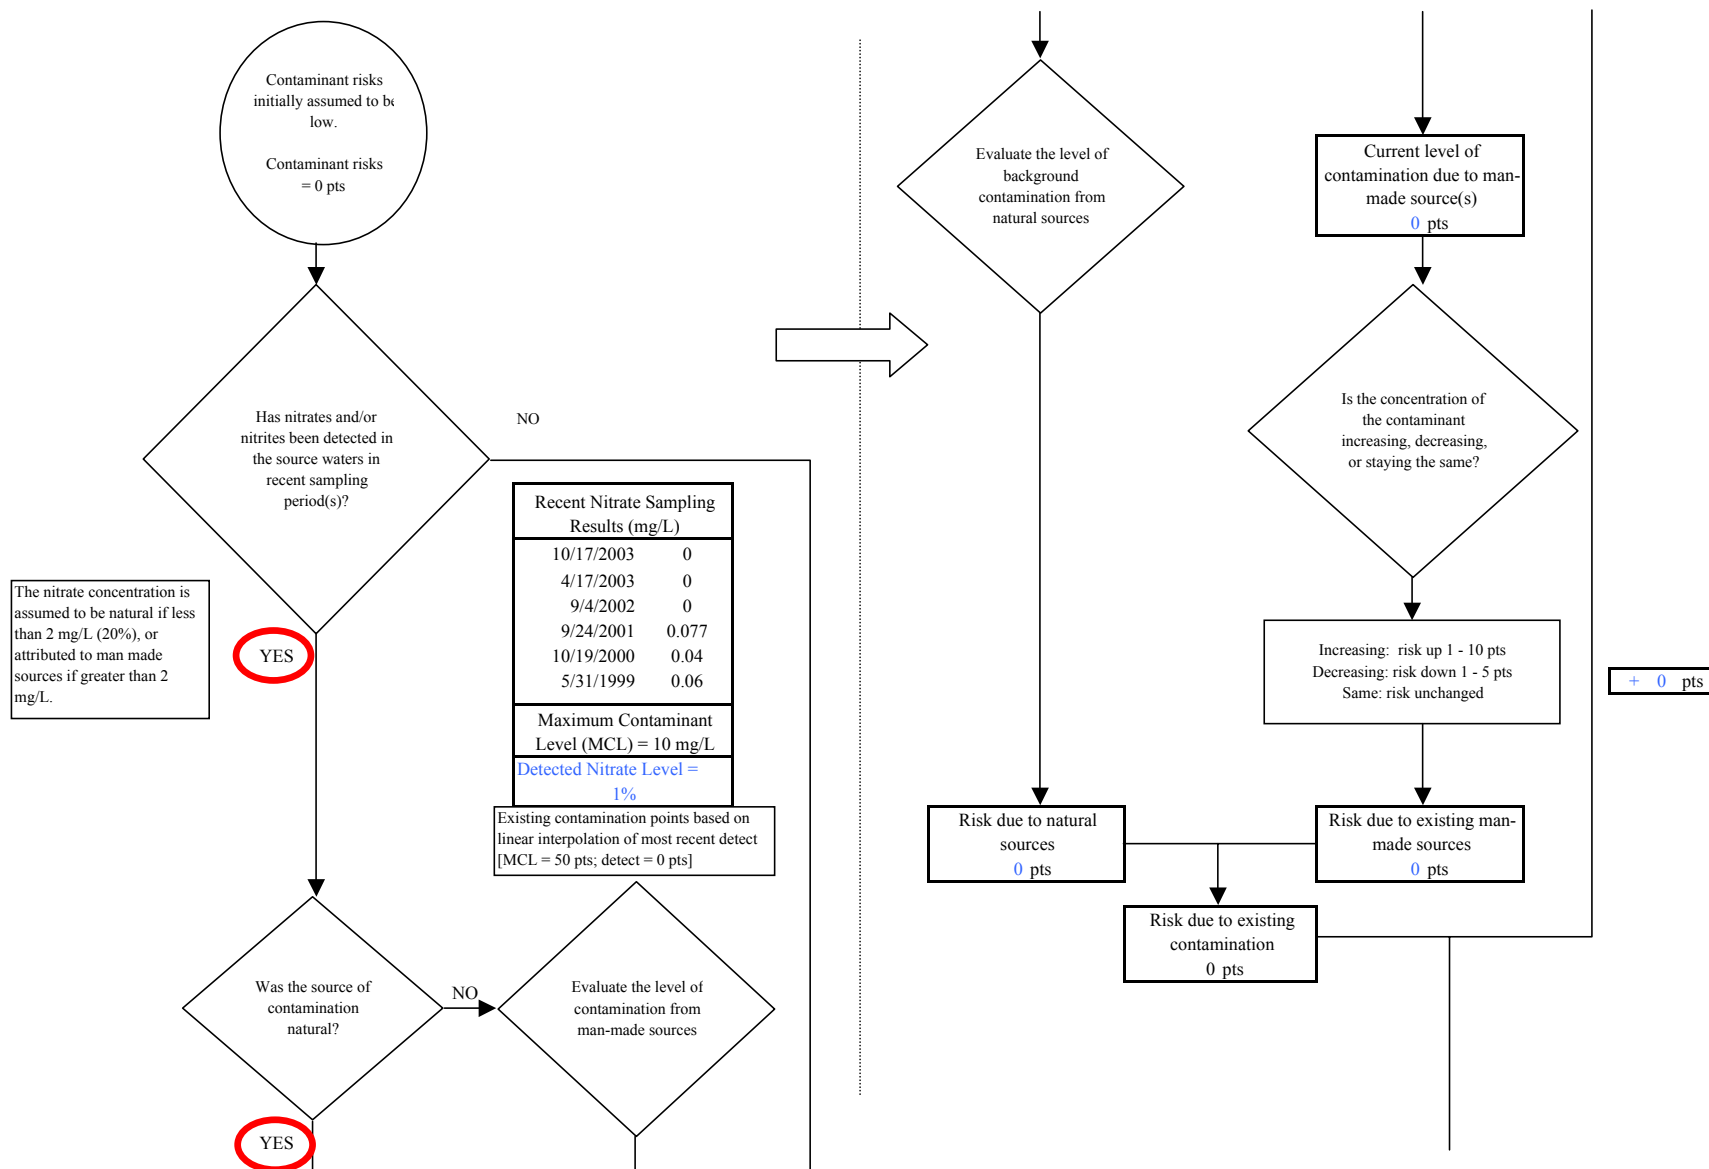 Contaminant risks
initially assumed to be
low.
Contaminant risks
= 0 pts
Has nitrates and/or
nitrites been detected in
the source waters in
recent sampling
period(s)?
NO
Recent Nitrate Sampling
Results (mg/L)
10/17/2003 0
4/17/2003 0
9/4/2002 0
9/24/2001 0.077
10/19/2000 0.04
5/31/1999 0.06
Maximum Contaminant
Level (MCL) = 10 mg/L
Detected Nitrate Level =
1%
Existing contamination points based on
linear interpolation of most recent detect
[MCL = 50 pts; detect = 0 pts]
The nitrate concentration is
assumed to be natural if less
than 2 mg/L (20%), or
attributed to man made
sources if greater than 2
mg/L.
YES
Was the source of
contamination
natural?
NO
Evaluate the level of
contamination from
man-made sources
YES
Evaluate the level of
background
contamination from
natural sources
Current level of
contamination due to man-
made source(s)
0 pts
Is the concentration of
the contaminant
increasing, decreasing,
or staying the same?
Increasing: risk up 1 - 10 pts
Decreasing: risk down 1 - 5 pts
Same: risk unchanged
+ 0 pts
Risk due to natural
sources
0 pts
Risk due to existing man-
made sources
0 pts
Risk due to existing
contamination
0 pts